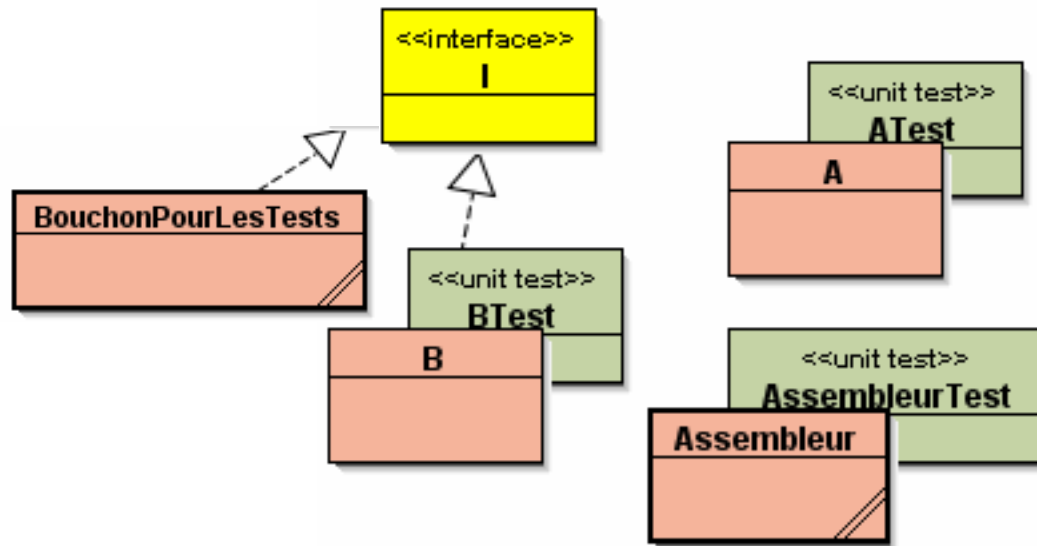 <<interface>>
I
<<unit test>>
ATest
A
BouchonPourLesTests
<<unit test>>
BTest
B
<<unit test>>
AssembleurTest
Assembleur